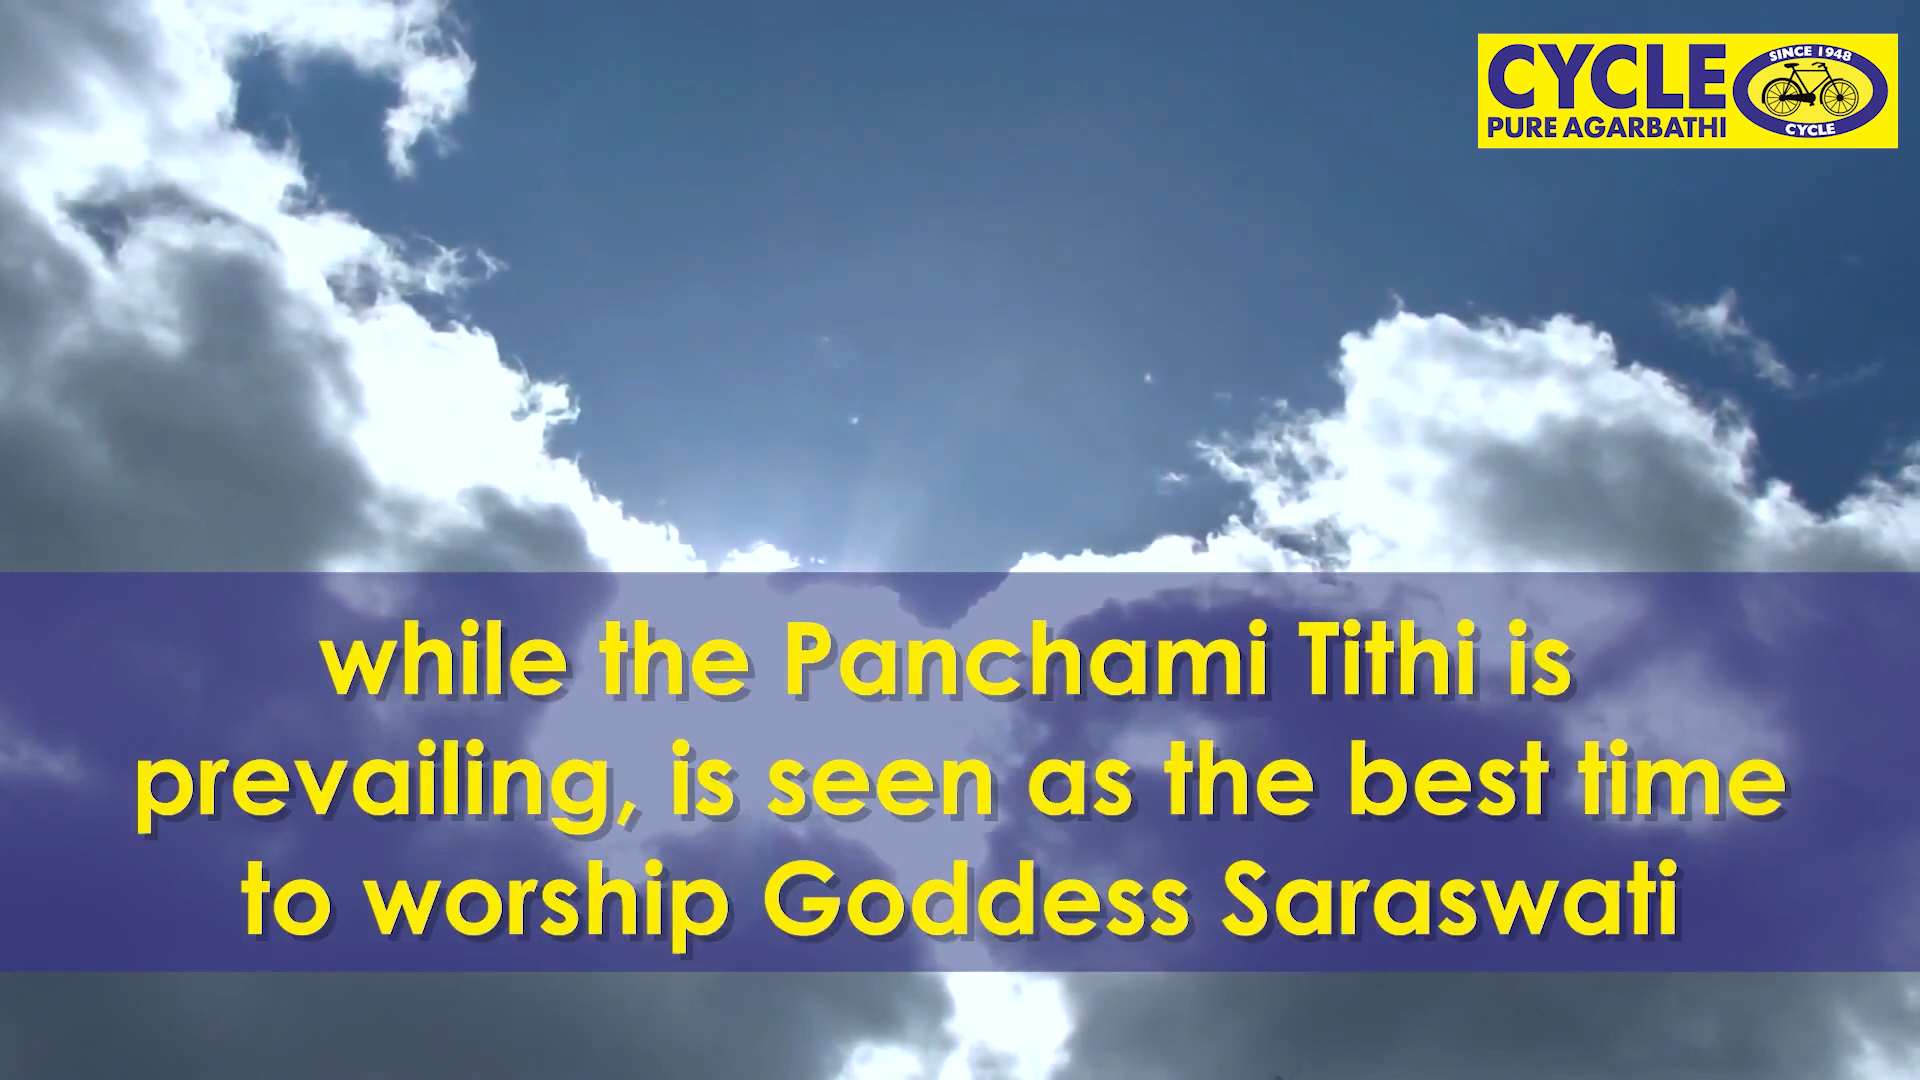 CYCLE
PURE AGARBATHI
SINCE 1948
CYCLE
while the Panchami Tithi is
prevailing, is seen as the best time
to worship Goddess Saraswati